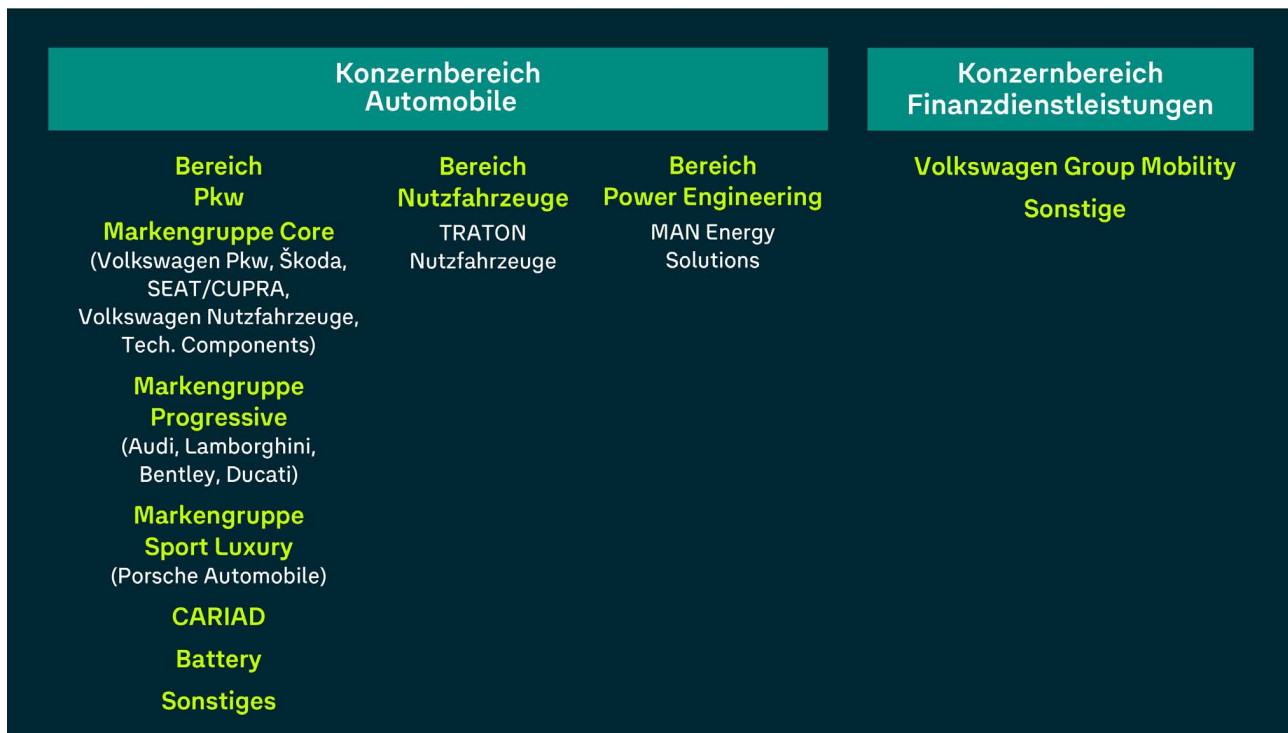 Konzernbereich
Automobile
Bereich
Pkw
Markengruppe Core
(Volkswagen Pkw, Škoda,
SEAT/CUPRA,
Volkswagen Nutzfahrzeuge,
Tech. Components)
Markengruppe
Progressive
(Audi, Lamborghini,
Bentley, Ducati)
Markengruppe
Sport Luxury
(Porsche Automobile)
CARIAD
Battery
Sonstiges
Bereich
Nutzfahrzeuge
TRATON
Nutzfahrzeuge
Bereich
Power Engineering
MAN Energy
Solutions
Konzernbereich
Finanzdienstleistungen
Volkswagen Group Mobility
Sonstige